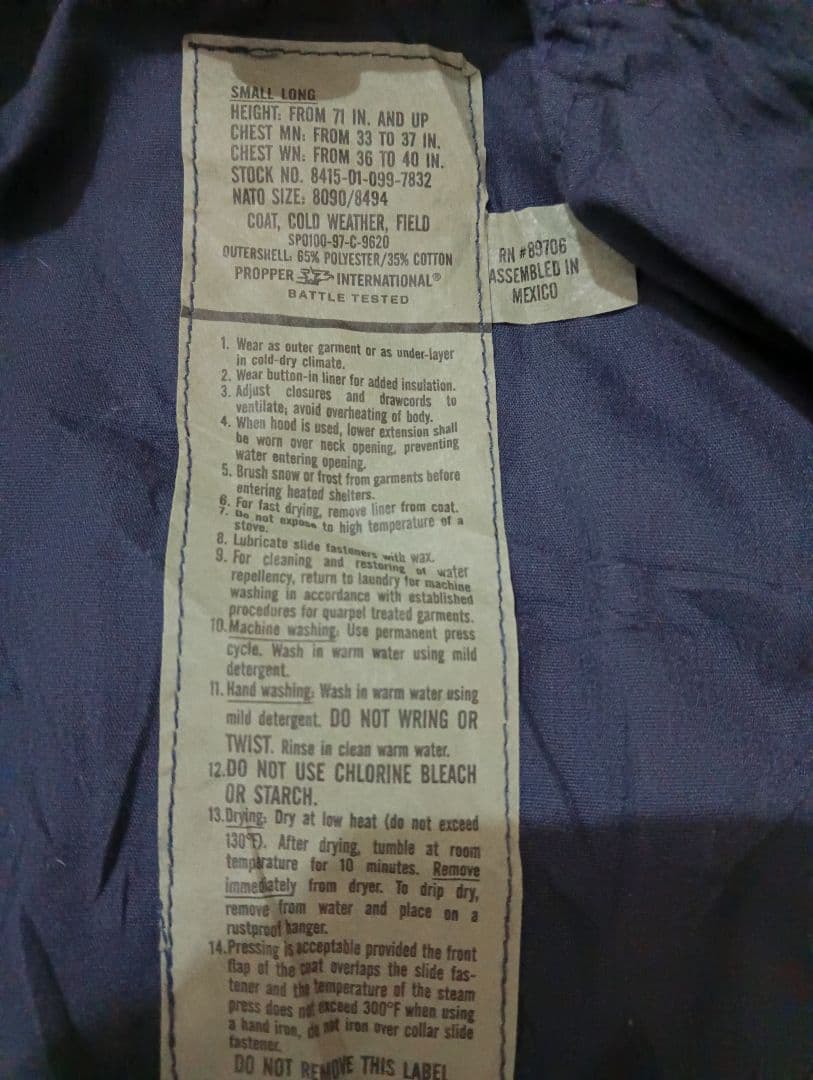 SMALL LONG
HEIGHT: FROM 71 IN. AND UP
CHEST MN: FROM 33 TO 37 IN.
CHEST WN: FROM 36 TO 40 IN.
STOCK NO. 8415-01-099-7832
NATO SIZE: 8090/8494
COAT, COLD WEATHER, FIELD
SPO100-97-C-9620
OUTERSHELL: 65% POLYESTER/35% COTTON
PROPPER INTERNATIONAL®
BATTLE TESTED
RN #89706
ASSEMBLED IN
MEXICO
1. Wear as outer garment or as under-layer
in cold-dry climate.
2. Wear button-in liner for added insulation.
3. Adjust closures and drawcords to
ventilate; avoid overheating of body.
4. When hood is used, lower extension shall
be worn over neck opening, preventing
water entering opening.
5. Brush snow or frost from garments before
entering heated shelters.
6. For fast drying, remove liner from coat.
7. Do not expose to high temperature of a
stove.
8. Lubricate slide fasteners with wax.
9. For cleaning and restoring of water
repellency, return to laundry for machine
washing in accordance with established
procedures for quarpel treated garments.
10. Machine washing: Use permanent press
cycle. Wash in warm water using mild
detergent.
11. Hand washing: Wash in warm water using
mild detergent. DO NOT WRING OR
TWIST. Rinse in clean warm water.
12. DO NOT USE CHLORINE BLEACH
OR STARCH.
13. Drying: Dry at low heat (do not exceed
130°F). After drying, tumble at room
temperature for 10 minutes. Remove
immediately from dryer. To drip dry,
remove from water and place on a
rustproof hanger.
14. Pressing is acceptable provided the front
flap of the coat overlaps the slide fas-
tener and the temperature of the steam
press does not exceed 300°F when using
a hand iron, do not iron over collar slide
fastener.
DO NOT REMOVE THIS LABEL